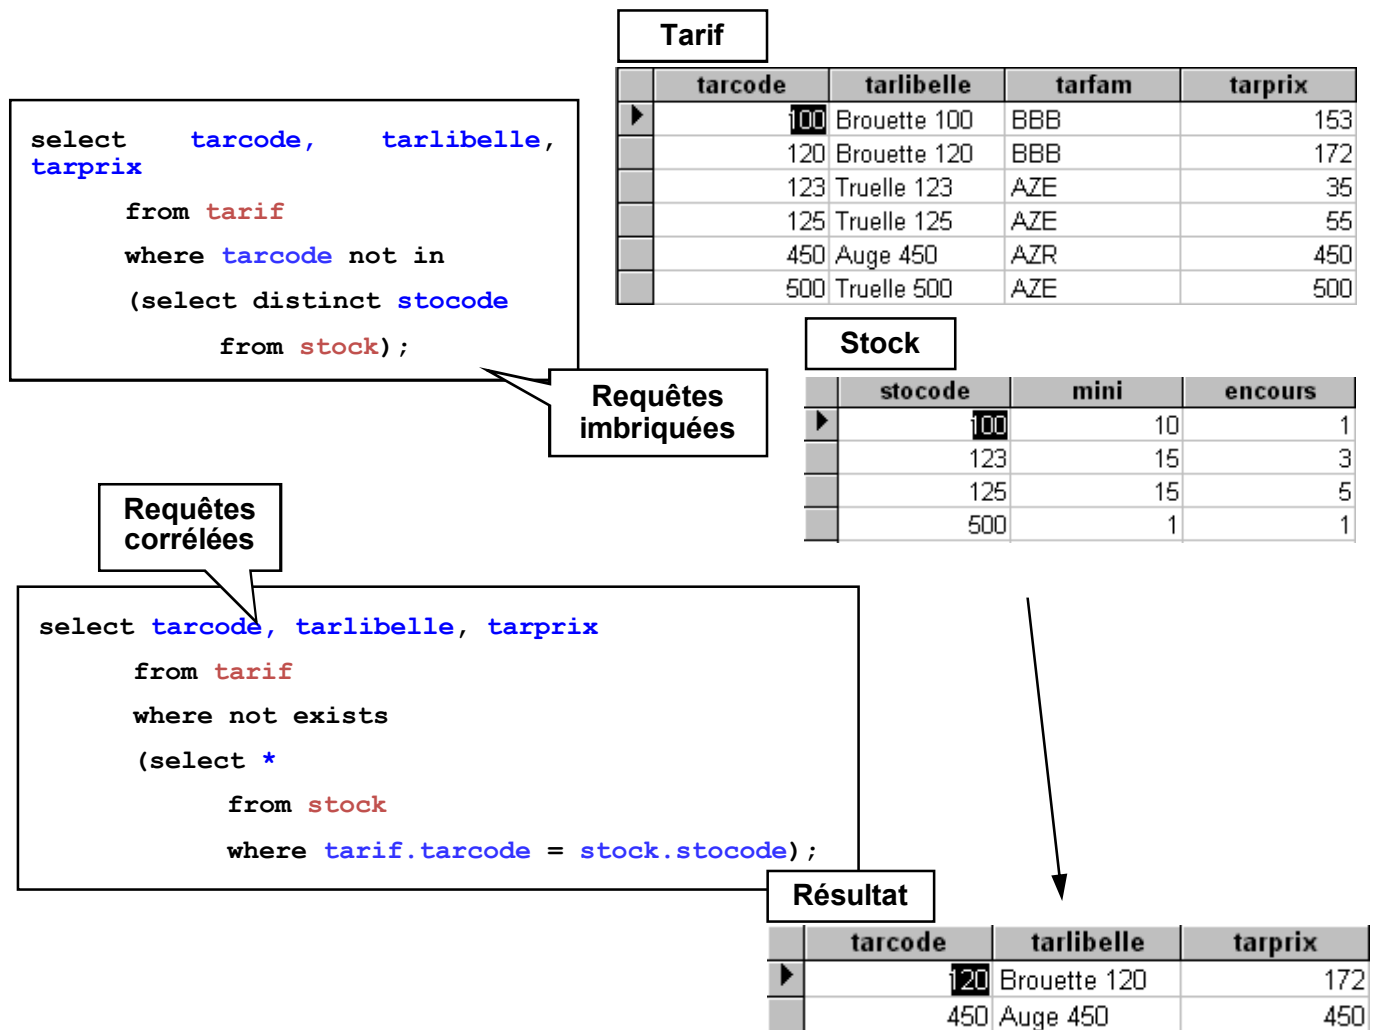 Tarif
tarcode tarlibelle tarfam tarprix
100 Brouette 100 BBB 153
120 Brouette 120 BBB 172
123 Truelle 123 AZE 35
125 Truelle 125 AZE 55
450 Auge 450 AZR 450
500 Truelle 500 AZE 500
select tarcode, tarlibelle,
tarprix
from tarif
where tarcode not in
(select distinct stocode
from stock);
Requêtes
imbriquées
Stock
stocode mini encours
100 10 1
123 15 3
125 15 5
500 1 1
Requêtes
corrélées
select tarcode, tarlibelle, tarprix
from tarif
where not exists
(select *
from stock
where tarif.tarcode = stock.stocode);
Résultat
tarcode tarlibelle tarprix
120 Brouette 120 172
450 Auge 450 450